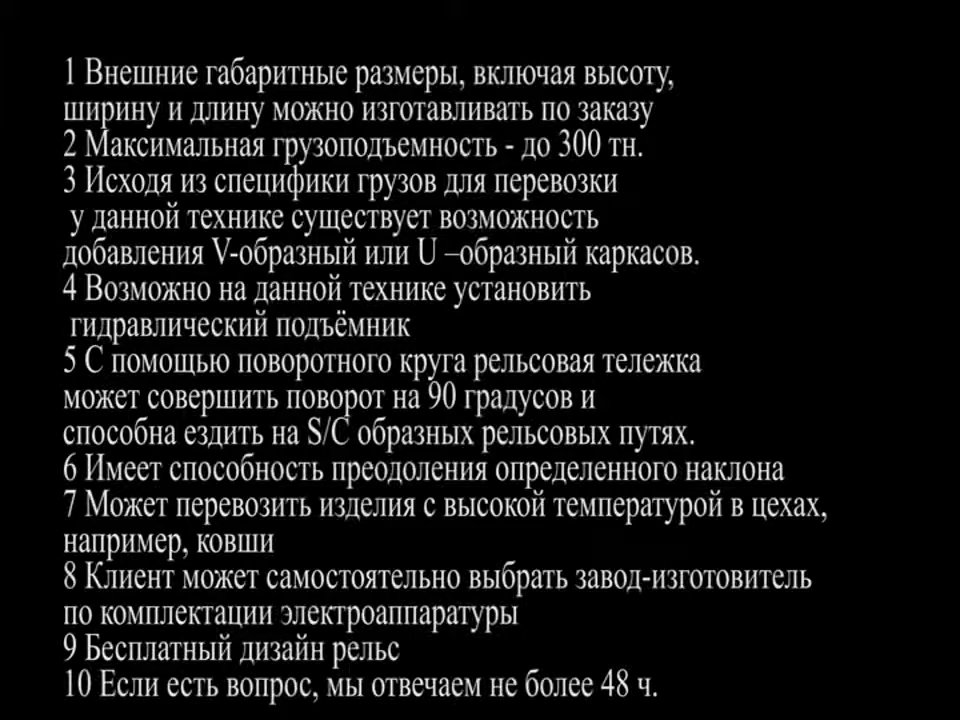 1 Внешние габаритные размеры, включая высоту,
ширину и длину можно изготавливать по заказу
2 Максимальная грузоподъемность - до 300 тн.
3 Исходя из специфики грузов для перевозки
у данной технике существует возможность
добавления V-образный или U –образный каркасов.
4 Возможно на данной технике установить
гидравлический подъёмник
5 С помощью поворотного круга рельсовая тележка
может совершить поворот на 90 градусов и
способна ездить на S/C образных рельсовых путях.
6 Имеет способность преодоления определенного наклона
7 Может перевозить изделия с высокой температурой в цехах,
например, ковши
8 Клиент может самостоятельно выбрать завод-изготовитель
по комплектации электроаппаратуры
9 Бесплатный дизайн рельс
10 Если есть вопрос, мы отвечаем не более 48 ч.